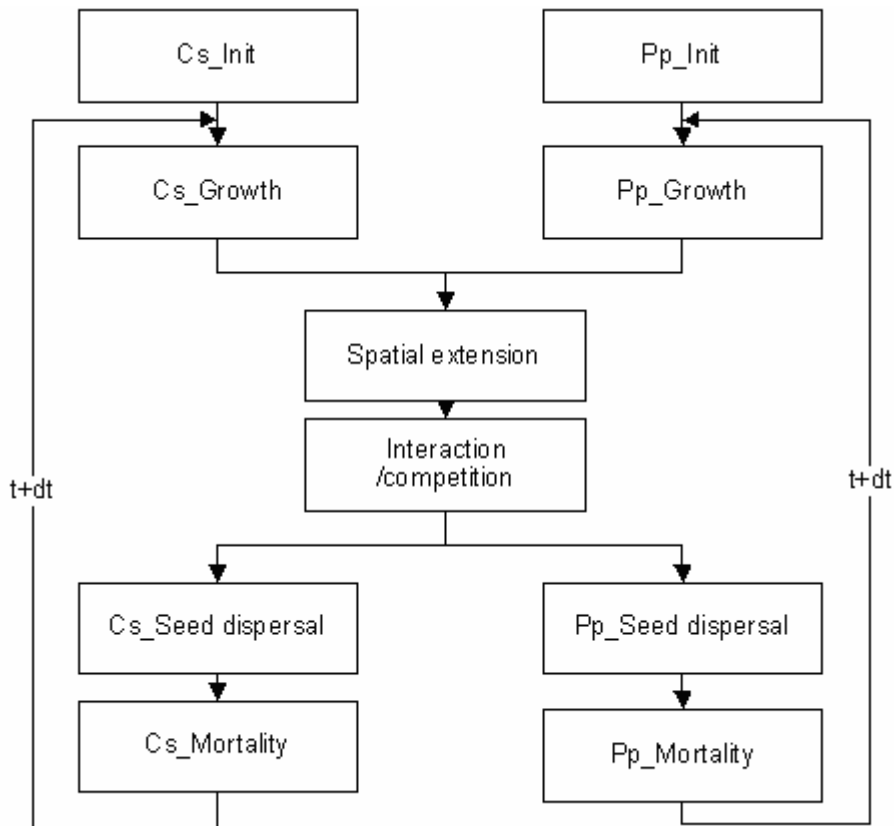 Cs_Init
Pp_Init
Cs_Growth
Pp_Growth
Spatial extension
Interaction
/competition
t+dt
t+dt
Cs_Seed dispersal
Pp_Seed dispersal
Cs_Mortality
Pp_Mortality